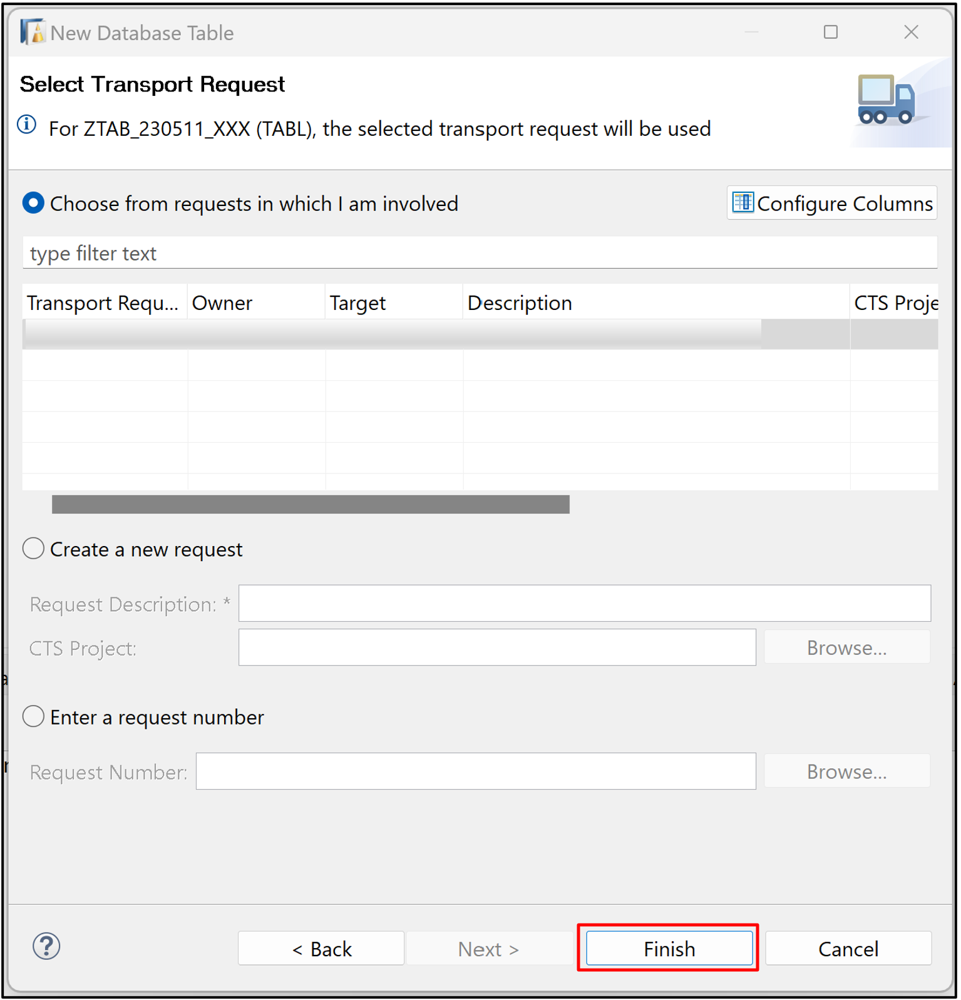 New Database Table
Select Transport Request
For ZTAB_230511_XXX (TABL), the selected transport request will be used
Choose from requests in which I am involved
Configure Columns
type filter text
Transport Requ... Owner Target Description CTS Proje
Create a new request
Request Description: *
CTS Project:
Browse...
Enter a request number
Request Number:
Browse...
?
< Back Next > Finish Cancel